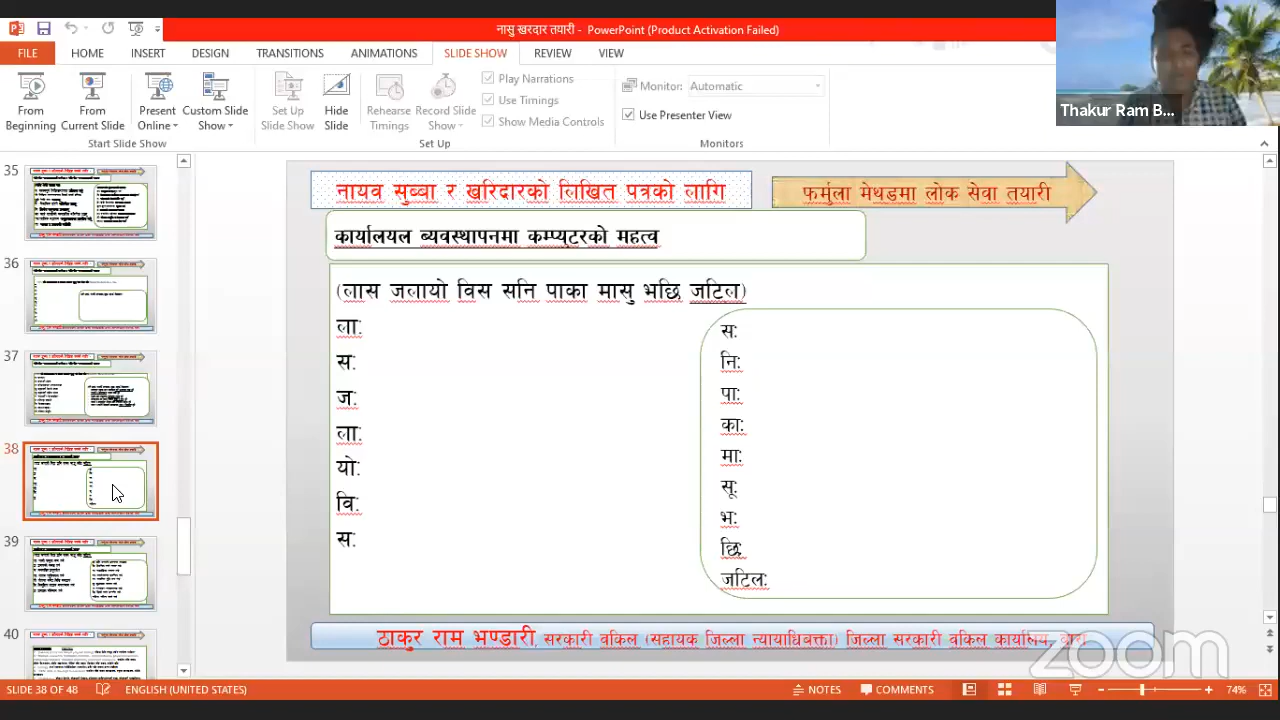 नासु खरदार तयारी - PowerPoint (Product Activation Failed)
FILE HOME INSERT DESIGN TRANSITIONS ANIMATIONS SLIDE SHOW REVIEW VIEW
From Beginning
From Current Slide
Present Online
Custom Slide Show
Set Up Slide Show
Hide Slide
Rehearse Timings
Record Slide Show
Play Narrations
Use Timings
Show Media Controls
Monitor: Automatic
Use Presenter View
Start Slide Show
Set Up
Monitors
Thakur Ram B...
35
36
37
38
39
40
नायव सुब्बा र खरिदारको लिखित पत्रको लागि
फर्मुला मेथडमा लोक सेवा तयारी
कार्यालयल ब्यवस्थापनमा कम्प्युटरको महत्व
(लास जलायो विस सनि पाका मासु भछि जटिल)
ला:
स:
ज:
ला:
यो:
वि:
स:
स:
नि:
पा:
का:
मा:
सू:
भ:
छि
जटिल:
ठाकुर राम भण्डारी, सरकारी वकिल (सहायक जिल्ला न्यायाधिवक्ता) जिल्ला सरकारी वकिल कार्यालय,
zoom
SLIDE 38 OF 48 ENGLISH (UNITED STATES) NOTES COMMENTS 74%